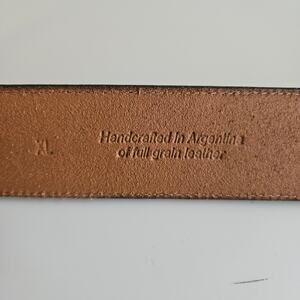 XL
Handcrafted in Argentina
of full grain leather